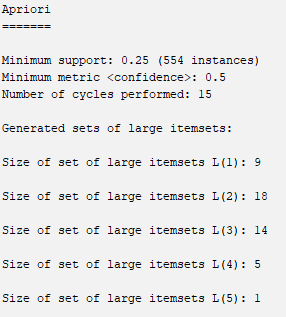 Apriori
=======
Minimum support: 0.25 (554 instances)
Minimum metric <confidence>: 0.5
Number of cycles performed: 15
Generated sets of large itemsets:
Size of set of large itemsets L(1): 9
Size of set of large itemsets L(2): 18
Size of set of large itemsets L(3): 14
Size of set of large itemsets L(4): 5
Size of set of large itemsets L(5): 1